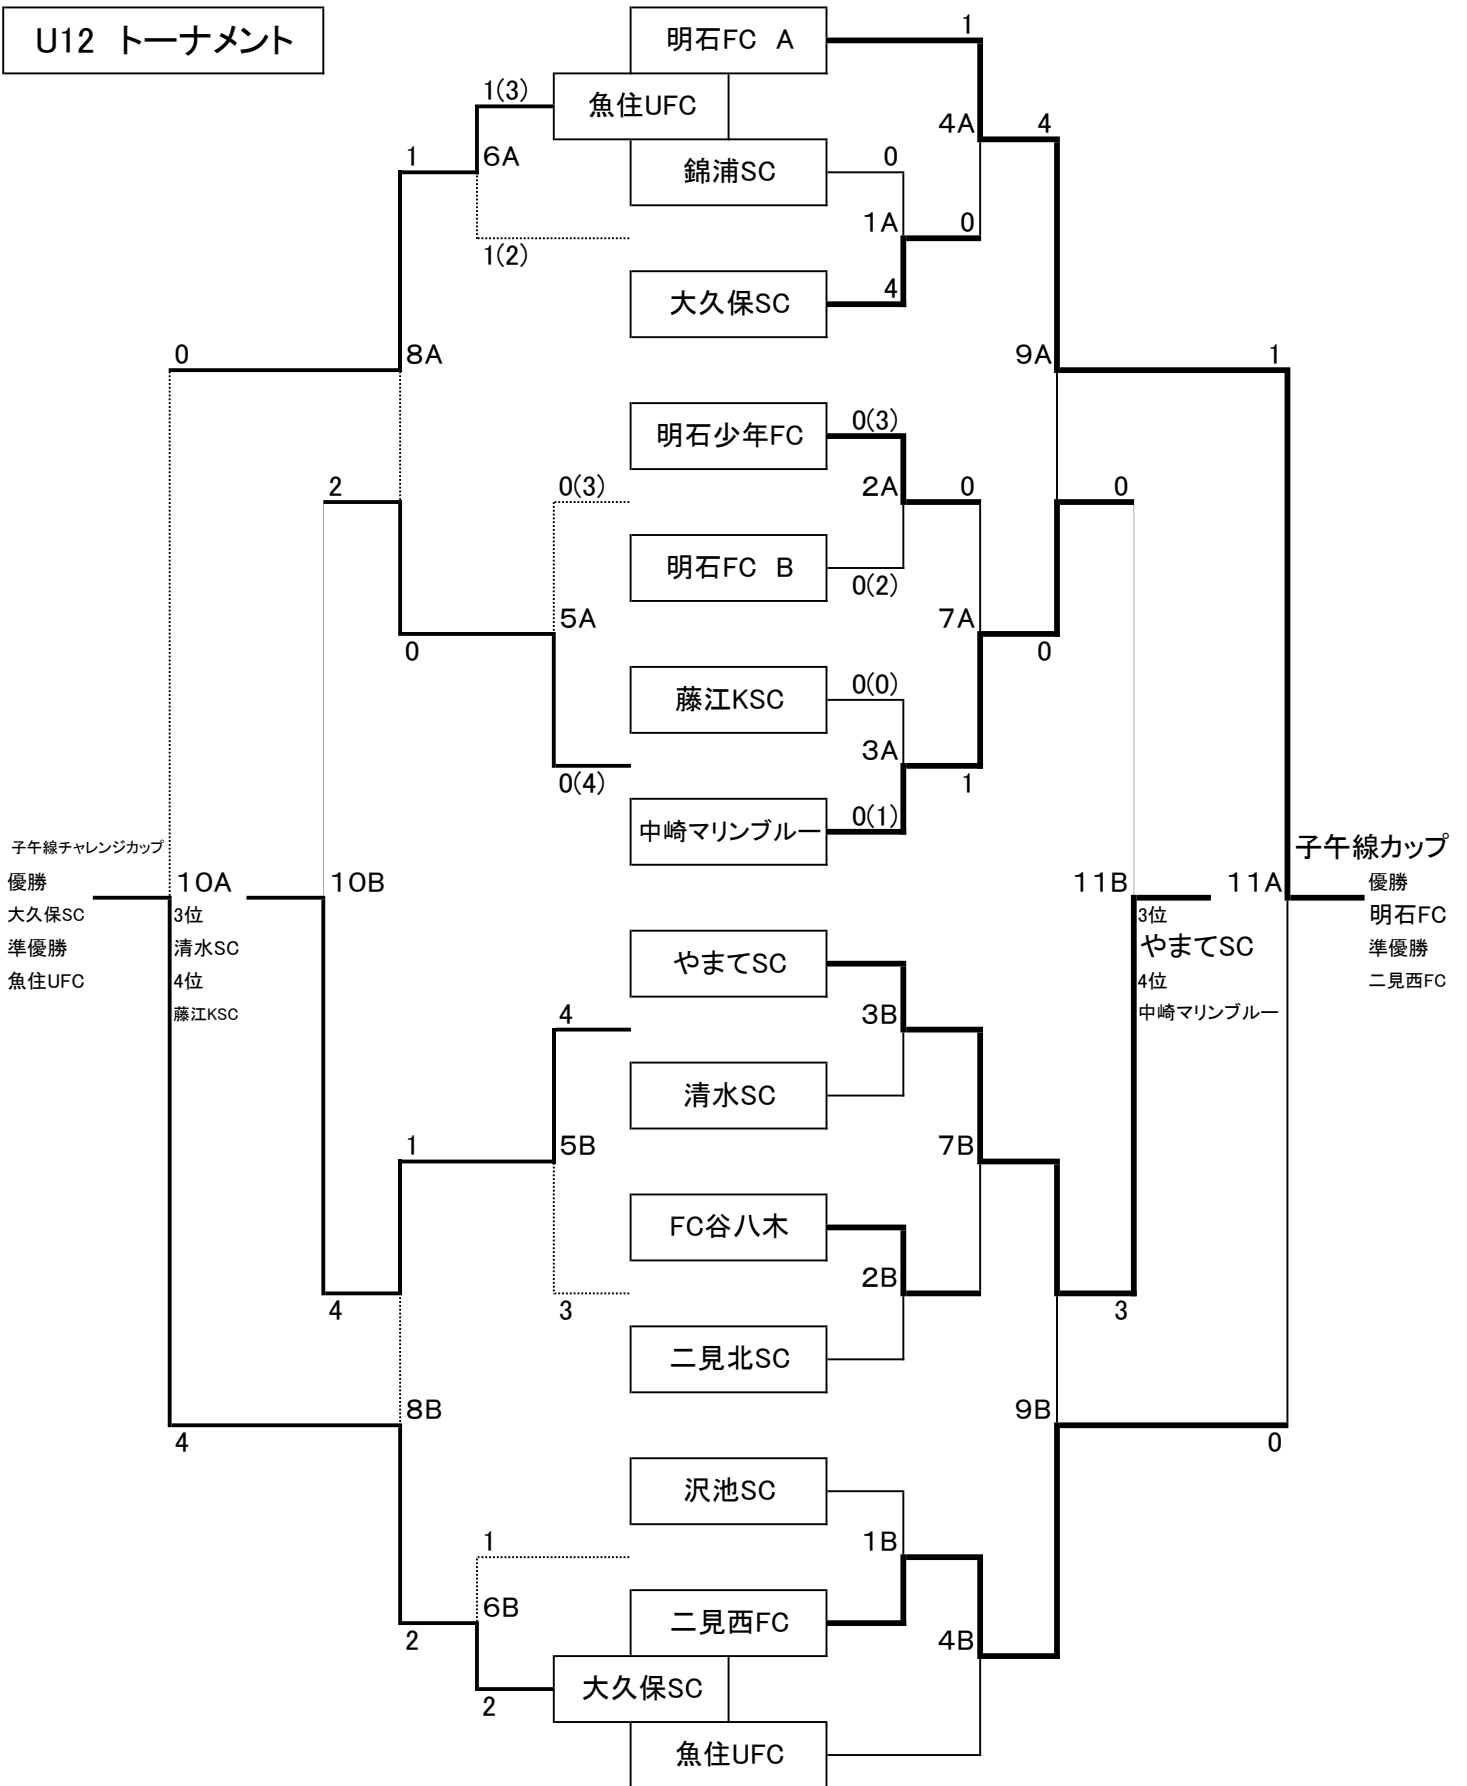 U12　トーナメント
明石FC　A
1
1(3)
魚住UFC
4A
4
1
6A
錦浦SC
0
1A
0
1(2)
大久保SC
4
0
8A
9A
1
明石少年FC
0(3)
2
0(3)
2A
0
0
明石FC　B
0(2)
5A
7A
0
0
藤江KSC
0(0)
3A
0(4)
1
中崎マリンブルー
0(1)
子午線チャレンジカップ
子午線カップ
優勝
10A
10B
11B
11A
優勝
大久保SC
3位
3位
明石FC
準優勝
清水SC
やまてSC
準優勝
魚住UFC
4位
4位
二見西FC
藤江KSC
中崎マリンブルー
やまてSC
4
3B
清水SC
1
5B
7B
FC谷八木
2B
4
3
3
二見北SC
8B
9B
4
0
沢池SC
1
1B
6B
二見西FC
2
4B
大久保SC
2
魚住UFC